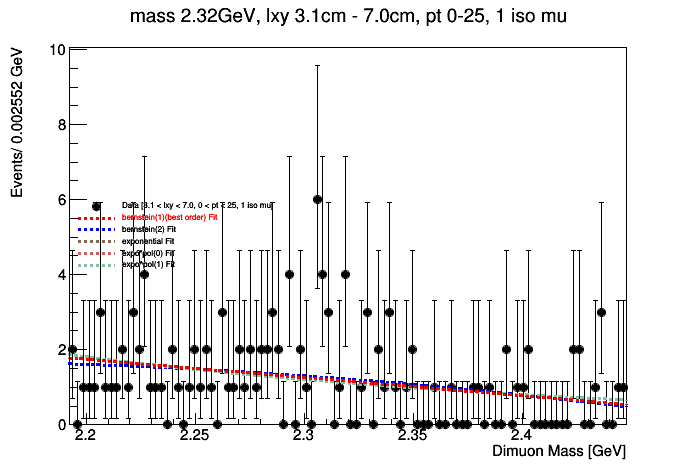 mass 2.32GeV, lxy 3.1cm - 7.0cm, pt 0-25, 1 iso mu
Events/ 0.002552 GeV
10
8
6
4
2
0
Data [3.1 < lxy < 7.0, 0 < pt < 25, 1 iso mu
bernstein(1)(best order) Fit
bernstein(2) Fit
exponential Fit
expo*pol(0) Fit
expo*pol(1) Fit
2.2 2.25 2.3 2.35 2.4
Dimuon Mass [GeV]